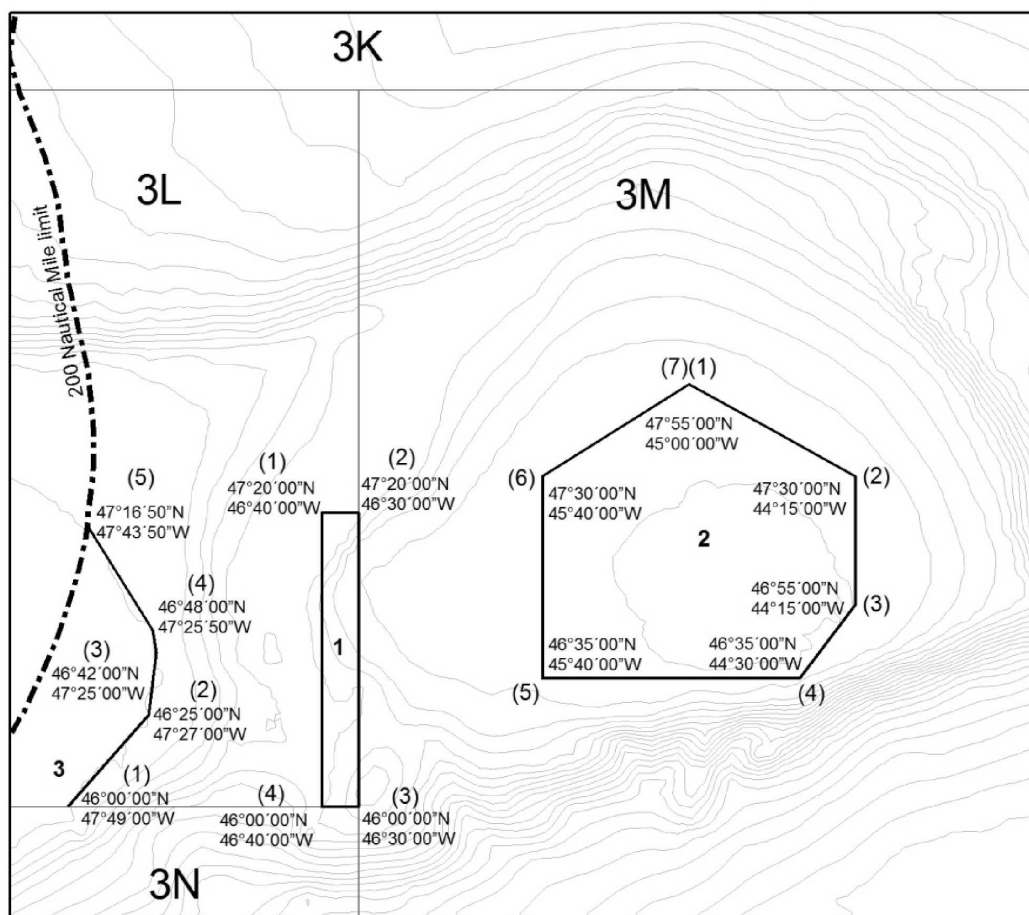 3K
3L
3M
200 Nautical Mile limit
(7)(1)
47°55´00”N
45°00´00”W
(5)
47°16´50”N
47°43´50”W
(1)
47°20´00”N
46°40´00”W
(2)
47°20´00”N
46°30´00”W
(6)
47°30´00”N
45°40´00”W
47°30´00”N
44°15´00”W
(2)
2
(4)
46°48´00”N
47°25´50”W
46°55´00”N
44°15´00”W
(3)
(3)
46°42´00”N
47°25´00”W
1
46°35´00”N
45°40´00”W
46°35´00”N
44°30´00”W
(5)
(4)
(2)
46°25´00”N
47°27´00”W
3
(1)
46°00´00”N
47°49´00”W
(4)
46°00´00”N
46°40´00”W
(3)
46°00´00”N
46°30´00”W
3N